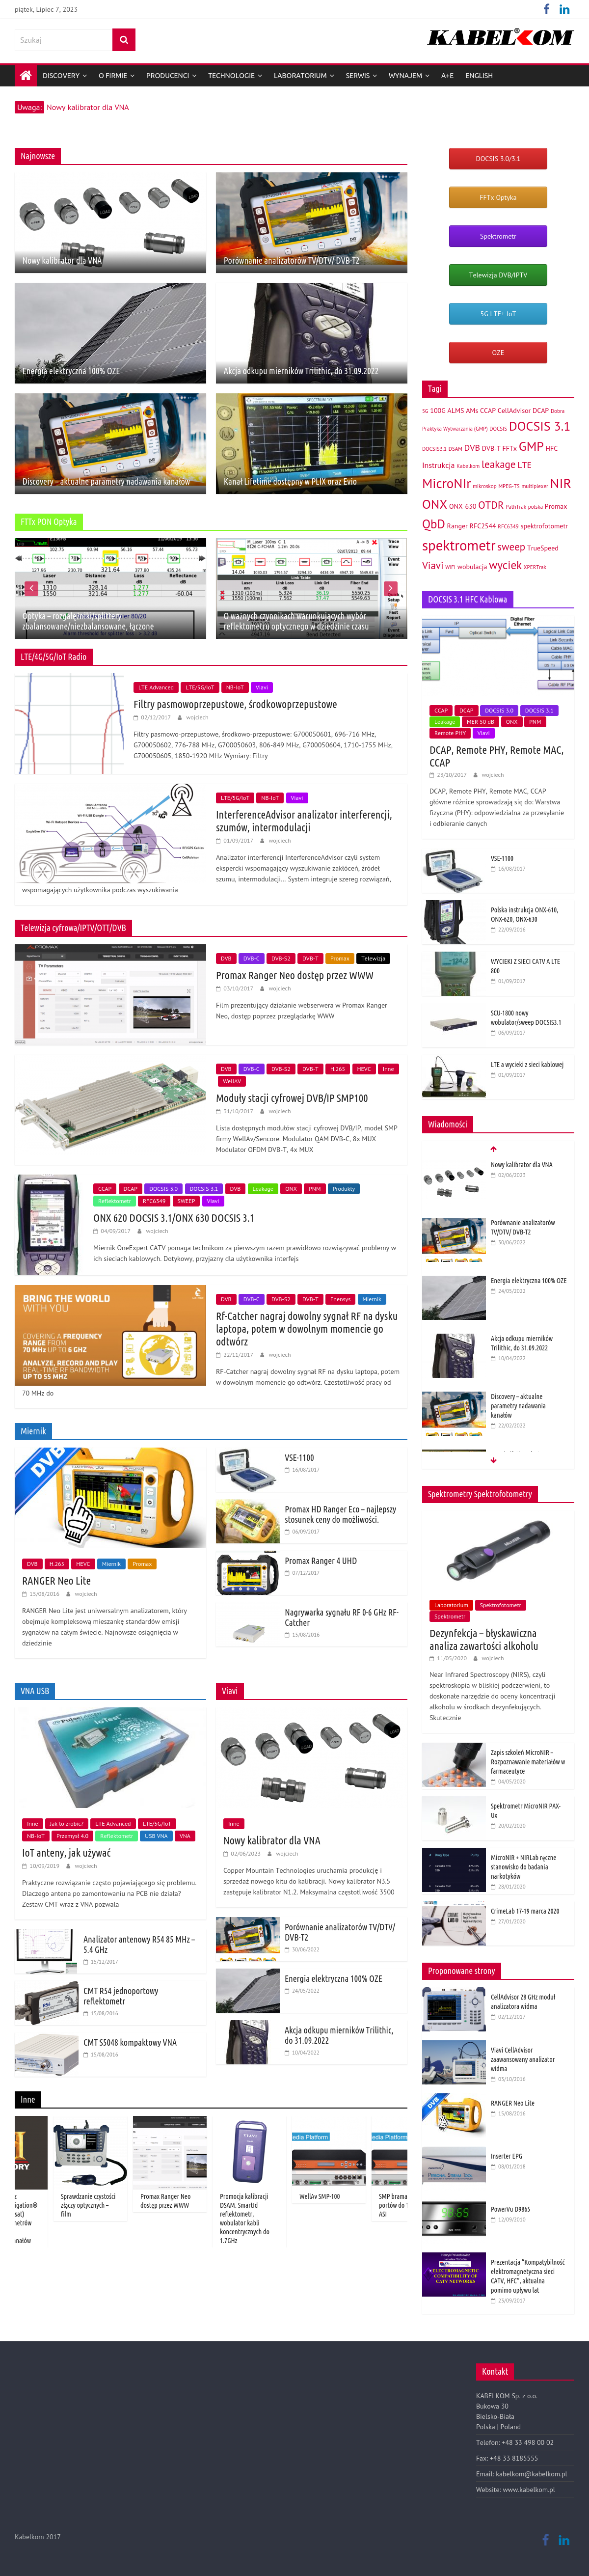 piątek, Lipiec 7, 2023
Szukaj
KABELKOM
DISCOVERY
O FIRMIE
PRODUCENCI
TECHNOLOGIE
LABORATORIUM
SERWIS
WYNAJEM
A+E
ENGLISH
Uwaga: Nowy kalibrator dla VNA
Najnowsze
Nowy kalibrator dla VNA
Porównanie analizatorów TV/DTV/ DVB-T2
Energia elektryczna 100% OZE
Akcja odkupu mierników Trilithic, do 31.09.2022
Discovery – aktualne parametry nadawania kanałów
Kanał Lifetime dostępny w PLIX oraz Evio
FTTx PON Optyka
Optyka – rozgałęźniki/splittery
zbalansowane/niezbalansowane, łączone
O ważnych czynnikach warunkujących wybór
reflektometru optycznego w dziedzinie czasu
LTE/4G/5G/IoT Radio
LTE Advanced LTE/5G/IoT NB-IoT Viavi
Filtry pasmowoprzepustowe, środkowoprzepustowe
02/12/2017 wojciech
Filtry pasmowo-przepustowe, środkowo-przepustowe: G700050601, 696-716 MHz,
G700050602, 776-788 MHz, G700050603, 806-849 MHz, G700050604, 1710-1755 MHz,
G700050605, 1850-1920 MHz Wymiary: Filtry
LTE/5G/IoT NB-IoT Viavi
InterferenceAdvisor analizator interferencji,
szumów, intermodulacji
01/09/2017 wojciech
Analizator interferencji InterferenceAdvisor czyli system
ekspercki wspomagający wyszukiwanie zakłóceń, źródeł
szumu, intermodulacji... System integruje szereg rozwiązań,
wspomagających użytkownika podczas wyszukiwania
Telewizja cyfrowa/IPTV/OTT/DVB
DVB DVB-C DVB-S2 DVB-T Promax Telewizja
Promax Ranger Neo dostęp przez WWW
05/10/2017 wojciech
Film prezentujący działanie webserwera w Promax Ranger
Neo, dostęp poprzez przeglądarkę WWW
DVB DVB-C DVB-S2 DVB-T H.265 HEVC Inne
WellAV
Moduły stacji cyfrowej DVB/IP SMP100
31/10/2017 wojciech
Lista dostępnych modułów stacji cyfrowej DVB/IP, model SMP
firmy WellAv/Sencore. Modulator QAM DVB-C, 8x MUX
Modulator OFDM DVB-T, 4x MUX
CCAP DCAP DOCSIS 3.0 DOCSIS 3.1 DVB Leakage ONX PNM Produkty
Reflektometr RFC6349 SWEEP Viavi
ONX 620 DOCSIS 3.1/ONX 630 DOCSIS 3.1
04/09/2017 wojciech
Miernik OneExpert CATV pomaga technikom za pierwszym razem prawidłowo rozwiązywać problemy w
ich sieciach kablowych. Dotykowy, przejrzysty dla użytkownika interfejs
BRING THE WORLD
WITH YOU
COVERING A FREQUENCY
RANGE FROM
70 MHz UP TO 6 GHz
ANALYZE, RECORD AND PLAY
REAL-TIME BANDWIDTH
UP TO 55 MHZ
DVB DVB-C DVB-S2 DVB-T Enensys Miernik
RF-Catcher nagraj dowolny sygnał RF na dysku
laptopa, potem w dowolnym momencie go
odtwórz
22/11/2017 wojciech
RF-Catcher nagraj dowolny sygnał RF na dysku laptopa, potem
w dowolnym momencie go odtwórz. Czestotliwość pracy od
70 MHz do
Miernik
DVB H.265 HEVC Miernik Promax
RANGER Neo Lite
15/08/2016 wojciech
RANGER Neo Lite jest uniwersalnym analizatorem, który
obejmuje kompleksową mieszankę standardów emisji
sygnałów na całym świecie. Najnowsze osiągnięcia w
dziedzinie
VSE-1100
16/08/2017
Promax HD Ranger Eco – najlepszy
stosunek ceny do możliwości.
06/09/2017
Promax Ranger 4 UHD
07/12/2017
Nagrywarka sygnału RF 0-6 GHz RF-
Catcher
15/08/2016
VNA USB
Inne Jak to zrobic? LTE Advanced LTE/5G/IoT
NB-IoT Przemysł 4.0 Reflektometr USB VNA VNA
IoT anteny, jak używać
10/09/2019 wojciech
Praktyczne rozwiązanie często pojawiającego się problemu.
Dlaczego antena po zamontowaniu na PCB nie działa?
Zestaw CMT wraz z VNA pozwala
Analizator antenowy R54 85 MHz –
5.4 GHz
15/12/2017
CMT R54 jednoportowy
reflektometr
15/08/2016
CMT S5048 kompaktowy VNA
15/08/2016
Viavi
Inne
Nowy kalibrator dla VNA
02/06/2023 wojciech
Copper Mountain Technologies uruchamia produkcję i
sprzedaż nowego kitu do kalibracji. Nowy kalibrator N3.5
zastępuje kalibrator N1.2. Maksymalna częstotliwość 3500
Porównanie analizatorów TV/DTV/
DVB-T2
30/06/2022
Energia elektryczna 100% OZE
24/05/2022
Akcja odkupu mierników Trilithic,
do 31.09.2022
10/04/2022
Inne
Sprawdzanie czystości
złączy optycznych –
film
Promax Ranger Neo
dostęp przez WWW
Promocja kalibracji
DSAM. SmartId
reflektometr,
wobulator kabli
koncentrycznych do
1.7GHz
WellAv SMP-100
DOCSIS 3.0/3.1
FFTx Optyka
Spektrometr
Telewizja DVB/IPTV
5G LTE+ IoT
OZE
Tagi
5G 100G ALMS AMs CCAP CellAdvisor DCAP Dobra
Praktyka Wytwarzania (GMP) DOCSIS DOCSIS 3.1
DOCSIS3.1 DSAM DVB DVB-T FFTx GMP HFC
Instrukcja Kabelkom leakage LTE
MicroNIr mikroskop MPEG-TS multiplexer NIR
ONX ONX-630 OTDR PathTrak polska Promax
QbD Ranger RFC2544 RFC6349 spektrofotometr
spektrometr sweep TrueSpeed
Viavi WiFi wobulacja wyciek XPERTrak
DOCSIS 3.1 HFC Kablowa
CCAP DCAP DOCSIS 3.0 DOCSIS 3.1
Leakage MER 50 dB ONX PNM
Remote PHY Viavi
DCAP, Remote PHY, Remote MAC,
CCAP
23/10/2017 wojciech
DCAP, Remote PHY, Remote MAC, CCAP
główne różnice sprowadzają się do: Warstwa
fizyczna (PHY): odpowiedzialna za przesyłanie
i odbieranie danych
VSE-1100
16/08/2017
Polska instrukcja ONX-610,
ONX-620, ONX-630
22/09/2016
WYCIEKI Z SIECI CATV A LTE
800
01/09/2017
SCU-1800 nowy
wobulator/sweep DOCSIS3.1
06/09/2017
LTE a wycieki z sieci kablowej
01/09/2017
Wiadomości
Nowy kalibrator dla VNA
02/06/2023
Porównanie analizatorów
TV/DTV/ DVB-T2
30/06/2022
Energia elektryczna 100% OZE
24/05/2022
Akcja odkupu mierników
Trilithic, do 31.09.2022
10/04/2022
Discovery – aktualne
parametry nadawania
kanałów
22/02/2022
Spektrometry Spektrofotometry
Laboratorium Spektrofotometr
Spektrometr
Dezynfekcja – błyskawiczna
analiza zawartości alkoholu
11/05/2020 wojciech
Near Infrared Spectroscopy (NIRS), czyli
spektroskopia w bliskiej podczerwieni, to
doskonałe narzędzie do oceny koncentracji
alkoholu w środkach dezynfekujących.
Skutecznie
Zapis szkoleń MicroNIR –
Rozpoznawanie materiałów w
farmaceutyce
04/05/2020
Spektrometr MicroNIR PAX-
Ux
20/02/2020
MicroNIR + NIRLab ręczne
stanowisko do badania
narkotyków
28/01/2020
CrimeLab 17-19 marca 2020
27/01/2020
Proponowane strony
CellAdvisor 28 GHz moduł
analizatora widma
02/12/2017
Viavi CellAdvisor
zaawansowany analizator
widma
03/10/2016
RANGER Neo Lite
15/08/2016
Inserter EPG
08/01/2018
PowerVu D9865
12/09/2010
Prezentacja "Kompatybilność
elektromagnetyczna sieci
CATV, HFC", aktualna
pomimo upływu lat
23/09/2017
Kontakt
KABELKOM Sp. z o.o.
Bukowa 30
Bielsko-Biała
Polska | Poland
Telefon: +48 33 498 00 02
Fax: +48 33 8185555
Email: kabelkom@kabelkom.pl
Website: www.kabelkom.pl
Kabelkom 2017